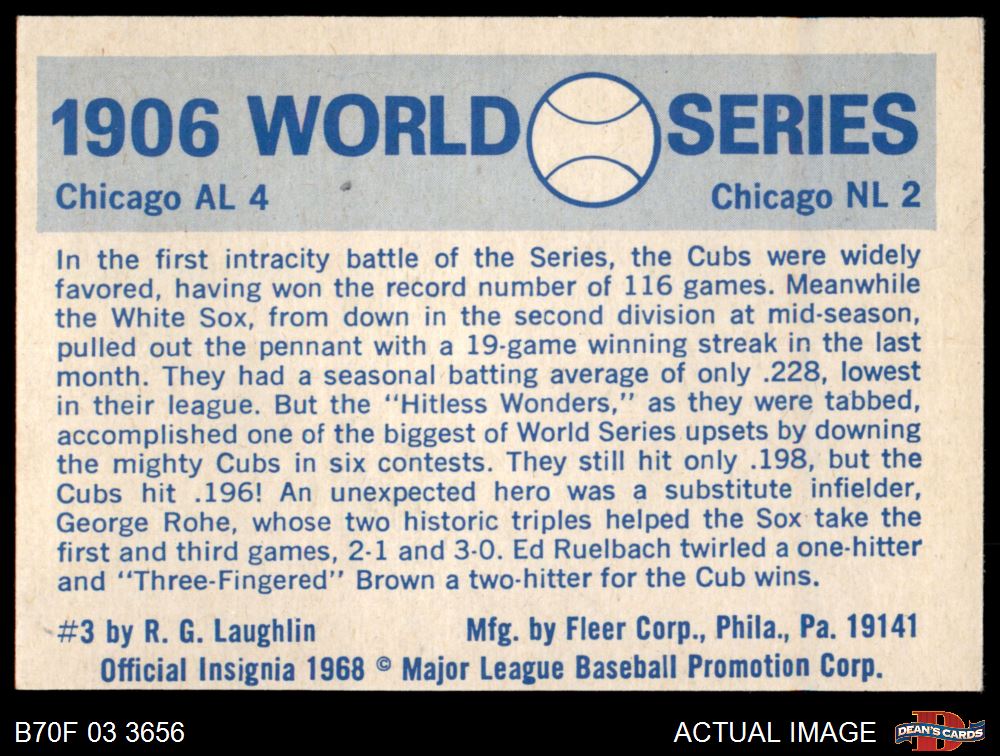 1906 WORLD SERIES
Chicago AL 4 Chicago NL 2
In the first intracity battle of the Series, the Cubs were widely
favored, having won the record number of 116 games. Meanwhile
the White Sox, from down in the second division at mid-season,
pulled out the pennant with a 19-game winning streak in the last
month. They had a seasonal batting average of only .228, lowest
in their league. But the "Hitless Wonders," as they were tabbed,
accomplished one of the biggest of World Series upsets by downing
the mighty Cubs in six contests. They still hit only .198, but the
Cubs hit .196! An unexpected hero was a substitute infielder,
George Rohe, whose two historic triples helped the Sox take the
first and third games, 2-1 and 3-0. Ed Ruelbach twirled a one-hitter
and "Three-Fingered" Brown a two-hitter for the Cub wins.
#3 by R. G. Laughlin Mfg. by Fleer Corp., Phila., Pa. 19141
Official Insignia 1968 © Major League Baseball Promotion Corp.
B70F 03 3656 ACTUAL IMAGE DEAN'S CARDS